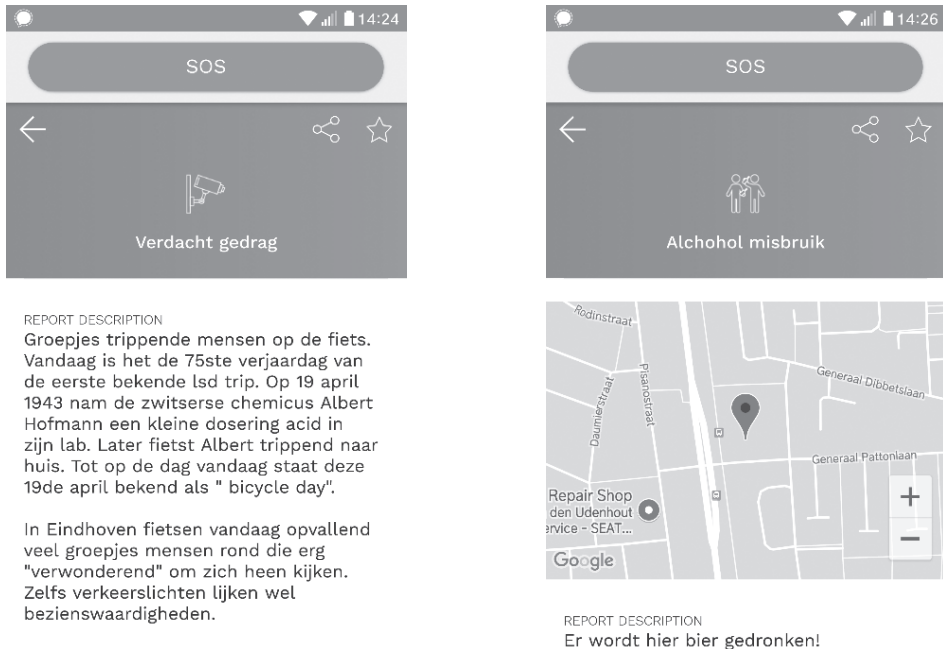 14:24
SOS
Verdacht gedrag
REPORT DESCRIPTION
Groepjes trippende mensen op de fiets.
Vandaag is het de 75ste verjaardag van
de eerste bekende lsd trip. Op 19 april
1943 nam de zwitserse chemicus Albert
Hofmann een kleine dosering acid in
zijn lab. Later fietst Albert trippend naar
huis. Tot op de dag vandaag staat deze
19de april bekend als " bicycle day".
In Eindhoven fietsen vandaag opvallend
veel groepjes mensen rond die erg
"verwonderend" om zich heen kijken.
Zelfs verkeerslichten lijken wel
bezienswaardigheden.
14:26
SOS
Alchohol misbruik
Rodinstraat
Pisanostraat
Daumierstraat
Generaal Dibbetslaan
Generaal Pattonlaan
Repair Shop
den Udenhout
ervice - SEAT...
+
−
Google
REPORT DESCRIPTION
Er wordt hier bier gedronken!